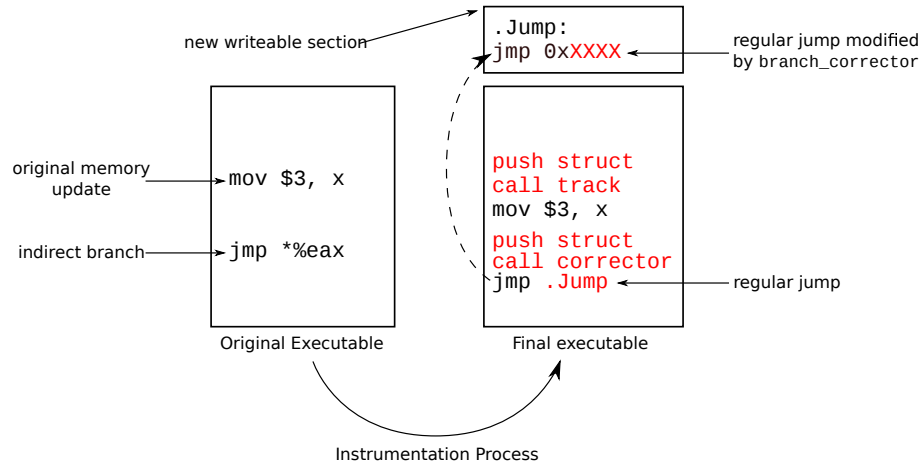 new writeable section
.Jump:
jmp 0xXXXX
regular jump modified
by branch_corrector
original memory
update
mov $3, x
indirect branch
jmp *%eax
push struct
call track
mov $3, x
push struct
call corrector
jmp .Jump
regular jump
Original Executable
Final executable
Instrumentation Process